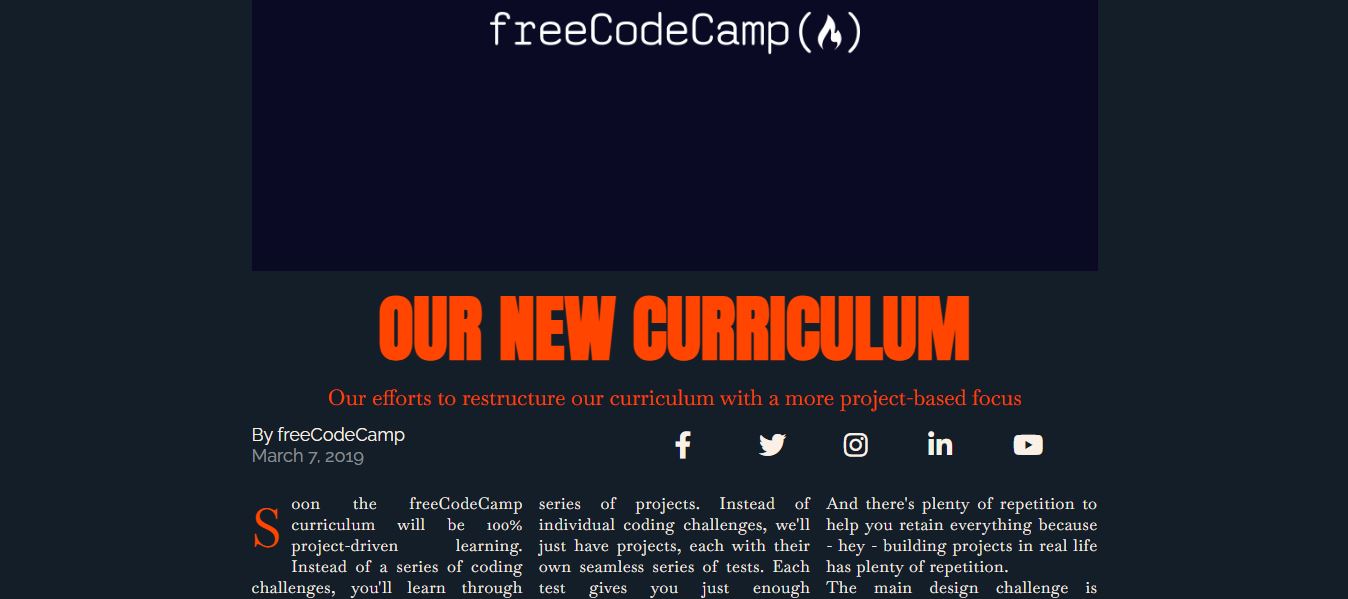 freeCodeCamp(🔥)
OUR NEW CURRICULUM
Our efforts to restructure our curriculum with a more project-based focus
By freeCodeCamp
March 7, 2019
Soon the freeCodeCamp
curriculum will be 100%
project-driven learning.
Instead of a series of coding
challenges, you'll learn through
series of projects. Instead of
individual coding challenges, we'll
just have projects, each with their
own seamless series of tests. Each
test gives you just enough
And there's plenty of repetition to
help you retain everything because
- hey - building projects in real life
has plenty of repetition.
The main design challenge is